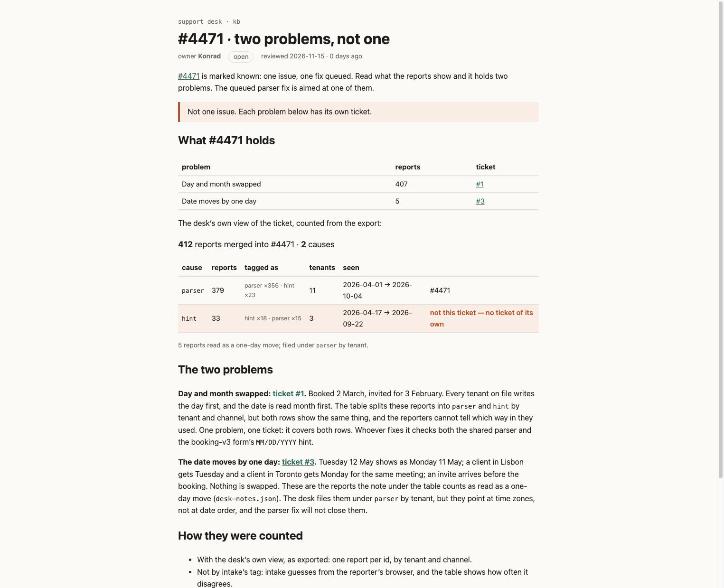 support desk · kb
#4471 · two problems, not one
owner Konrad open reviewed 2026-11-15 · 0 days ago
#4471 is marked known: one issue, one fix queued. Read what the reports show and it holds two
problems. The queued parser fix is aimed at one of them.
Not one issue. Each problem below has its own ticket.
What #4471 holds
problem reports ticket
Day and month swapped 407 #1
Date moves by one day 5 #3
The desk's own view of the ticket, counted from the export:
412 reports merged into #4471 · 2 causes
cause reports tagged as tenants seen
parser 379 parser ×356 · hint ×23 11 2026-04-01 → 2026-10-04 #4471
hint 33 hint ×18 · parser ×15 3 2026-04-17 → 2026-09-22 not this ticket — no ticket of its own
5 reports read as a one-day move; filed under parser by tenant.
The two problems
Day and month swapped: ticket #1. Booked 2 March, invited for 3 February. Every tenant on file writes
the day first, and the date is read month first. The table splits these reports into parser and hint by
tenant and channel, but both rows show the same thing, and the reporters cannot tell which way in they
used. One problem, one ticket: it covers both rows. Whoever fixes it checks both the shared parser and
the booking-v3 form's MM/DD/YYYY hint.
The date moves by one day: ticket #3. Tuesday 12 May shows as Monday 11 May; a client in Lisbon
gets Tuesday and a client in Toronto gets Monday for the same meeting; an invite arrives before the
booking. Nothing is swapped. These are the reports the note under the table counts as read as a one-
day move (desk-notes.json). The desk files them under parser by tenant, but they point at time zones,
not at date order, and the parser fix will not close them.
How they were counted
• With the desk's own view, as exported: one report per id, by tenant and channel.
• Not by intake's tag: intake guesses from the reporter's browser, and the table shows how often it
disagrees.